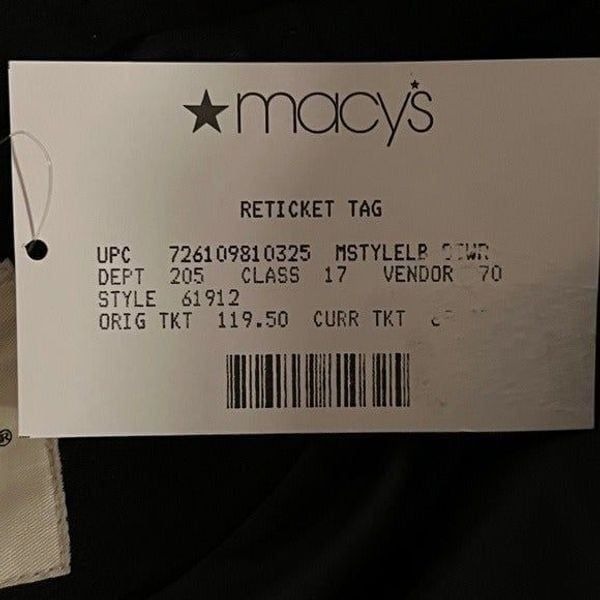 macy's
RETICKET TAG
UPC 726109810325 MSTYLELB
DEPT 205 CLASS 17 VENDOR 70
STYLE 61912
ORIG TKT 119.50 CURR TKT
®